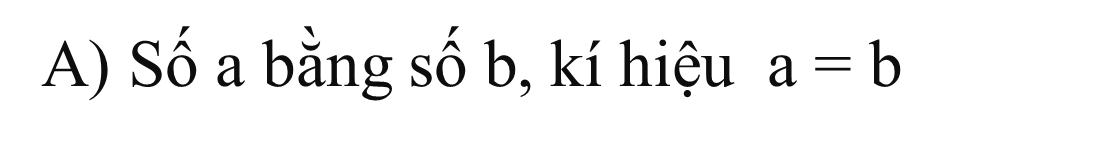 A) Số a bằng số b, kí hiệu a = b